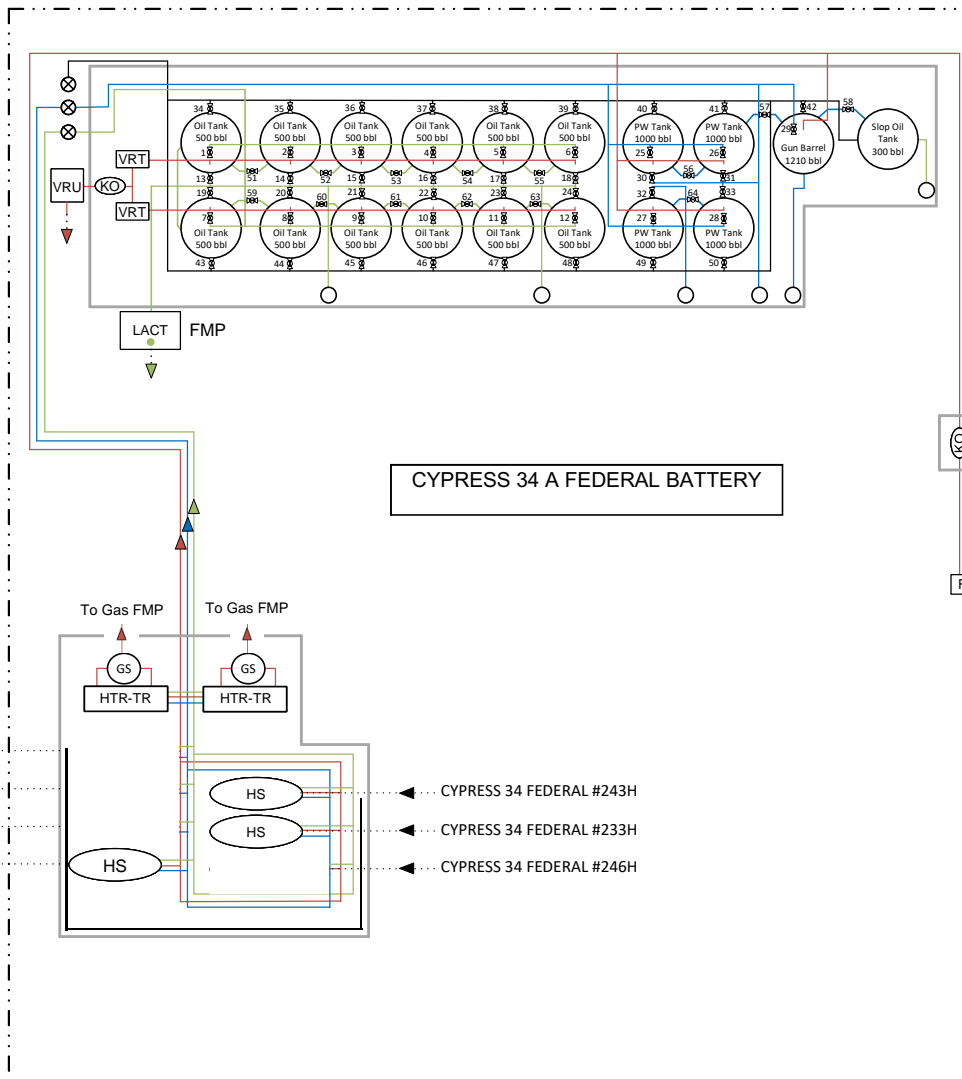 34 35 36 37 38 39 40 41 57 42 58
Oil Tank
500 bbl
1
Oil Tank
500 bbl
2
Oil Tank
500 bbl
3
Oil Tank
500 bbl
4
Oil Tank
500 bbl
5
Oil Tank
500 bbl
6
PW Tank
1000 bbl
25
PW Tank
1000 bbl
26
29
Gun Barrel
1210 bbl
Slop Oil
Tank
300 bbl
VRT
VRU
KO
VRT
51 52 53 54 55 56
13 14 15 16 17 18 30 31
19 59 20 60 21 61 22 62 23 63 24 32 64 33
7
Oil Tank
500 bbl
8
Oil Tank
500 bbl
9
Oil Tank
500 bbl
10
Oil Tank
500 bbl
11
Oil Tank
500 bbl
12
Oil Tank
500 bbl
27
PW Tank
1000 bbl
28
PW Tank
1000 bbl
43 44 45 46 47 48 49 50
LACT
FMP
KO
CYPRESS 34 A FEDERAL BATTERY
To Gas FMP
To Gas FMP
GS
GS
HTR-TR
HTR-TR
HS
CYPRESS 34 FEDERAL #243H
HS
CYPRESS 34 FEDERAL #233H
HS
CYPRESS 34 FEDERAL #246H